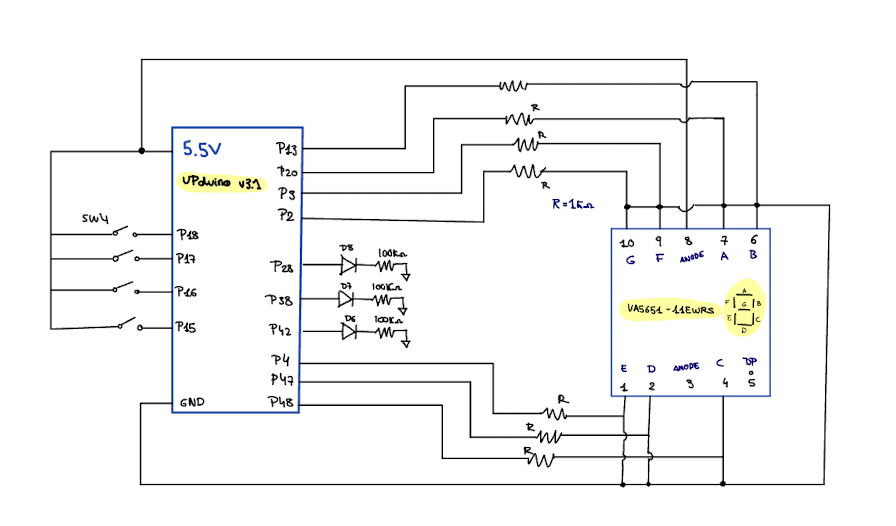 5.5V
UPduino v3.1
SW4
P18
P17
P16
P15
GND
P13
P20
P3
P2
P28
P38
P42
P4
P47
P48
D8
100KΩ
D7
100KΩ
D6
100KΩ
R
R
R
R=1KΩ
10 9 8 7 6
G F ANODE A B
UA5651-11EWRS
A
F G B
E C
D
E D ANODE C DP
1 2 3 4 5
R
R
R